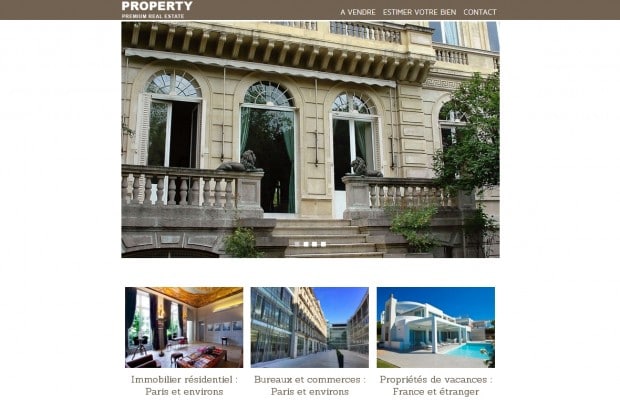 PROPERTY
PREMIUM REAL ESTATE
A VENDRE ESTIMER VOTRE BIEN CONTACT
Immobilier résidentiel :
Paris et environs
Bureaux et commerces :
Paris et environs
Propriétés de vacances :
France et étranger